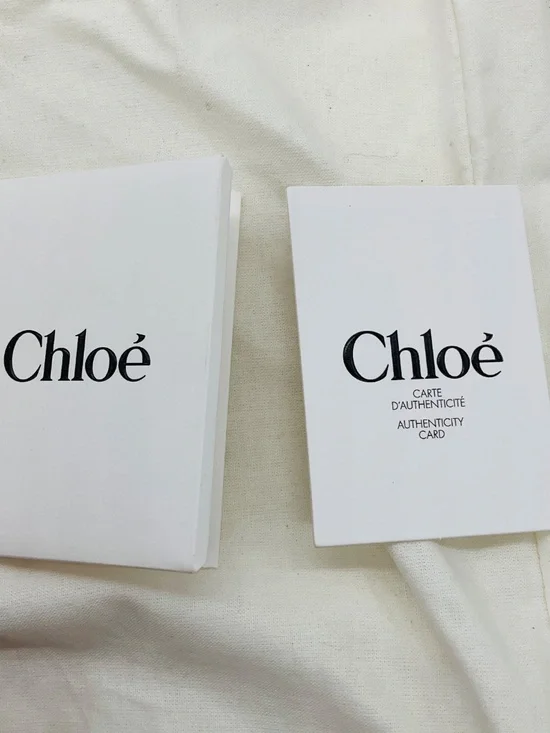 Chloé
Chloé
CARTE
D'AUTHENTICITÉ
AUTHENTICITY
CARD